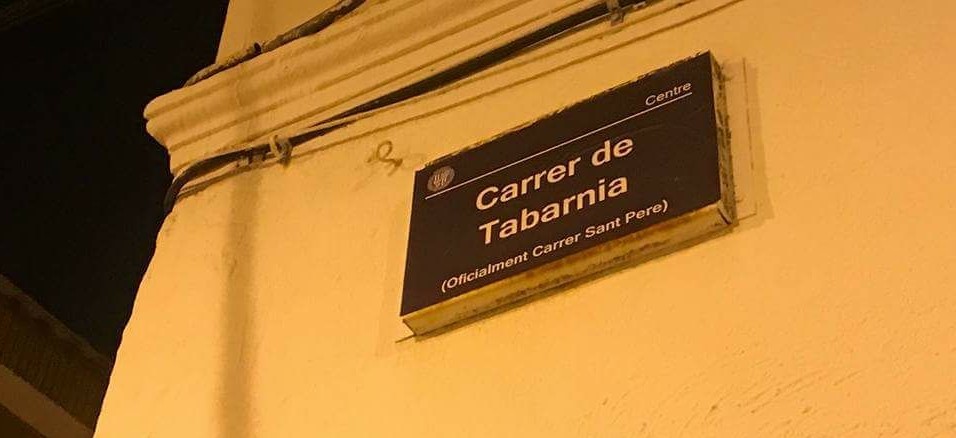 Centre
Carrer de
Tabarnia
(Oficialment Carrer Sant Pere)